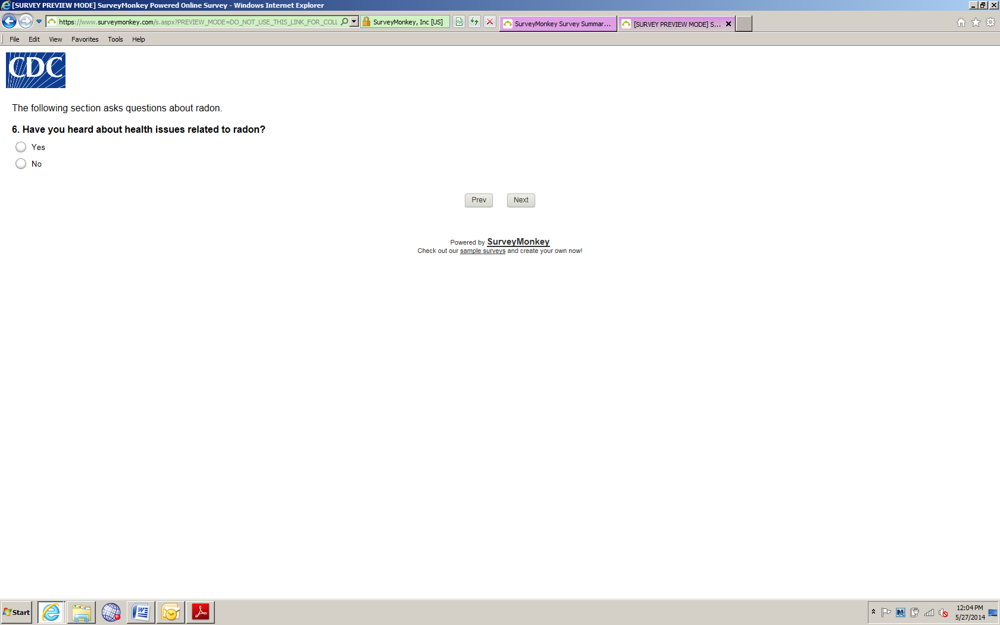 [SURVEY PREVIEW MODE] SurveyMonkey Powered Online Survey - Windows Internet Explorer
https://www.surveymonkey.com/s.aspx?PREVIEW_MODE=DO_NOT_USE_THIS_LINK_FOR_COLL
SurveyMonkey, Inc [US]
SurveyMonkey Survey Summar...
[SURVEY PREVIEW MODE] S...
File Edit View Favorites Tools Help
CDC
The following section asks questions about radon.
6. Have you heard about health issues related to radon?
Yes
No
Prev Next
Powered by SurveyMonkey
Check out our sample surveys and create your own now!
Start
12:04 PM
5/27/2014